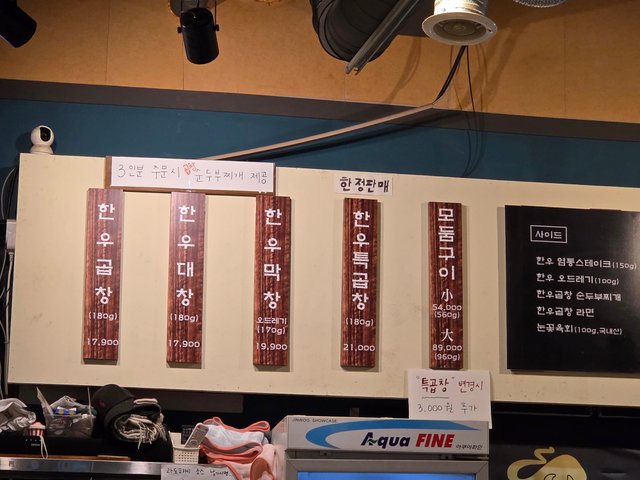 3인분 주문시 곱창 순두부찌개 제공
한우곱창
(180g)
17,900
한우대창
(180g)
17,900
한우막창
오드레기
(170g)
19,900
한정판매
한우특곱창
(180g)
21,000
모둠구이
小
54,000
(560g)
大
89,000
(960g)
"특곱창" 변경시
3,000원 추가
사이드
한우 염통스테이크(150g)
한우 오드레기(100g)
한우곱창 순두부찌개
한우곱창 라면
눈꽃육회(100g,국내산)
JINROG SHOWCASE
Aqua FINE